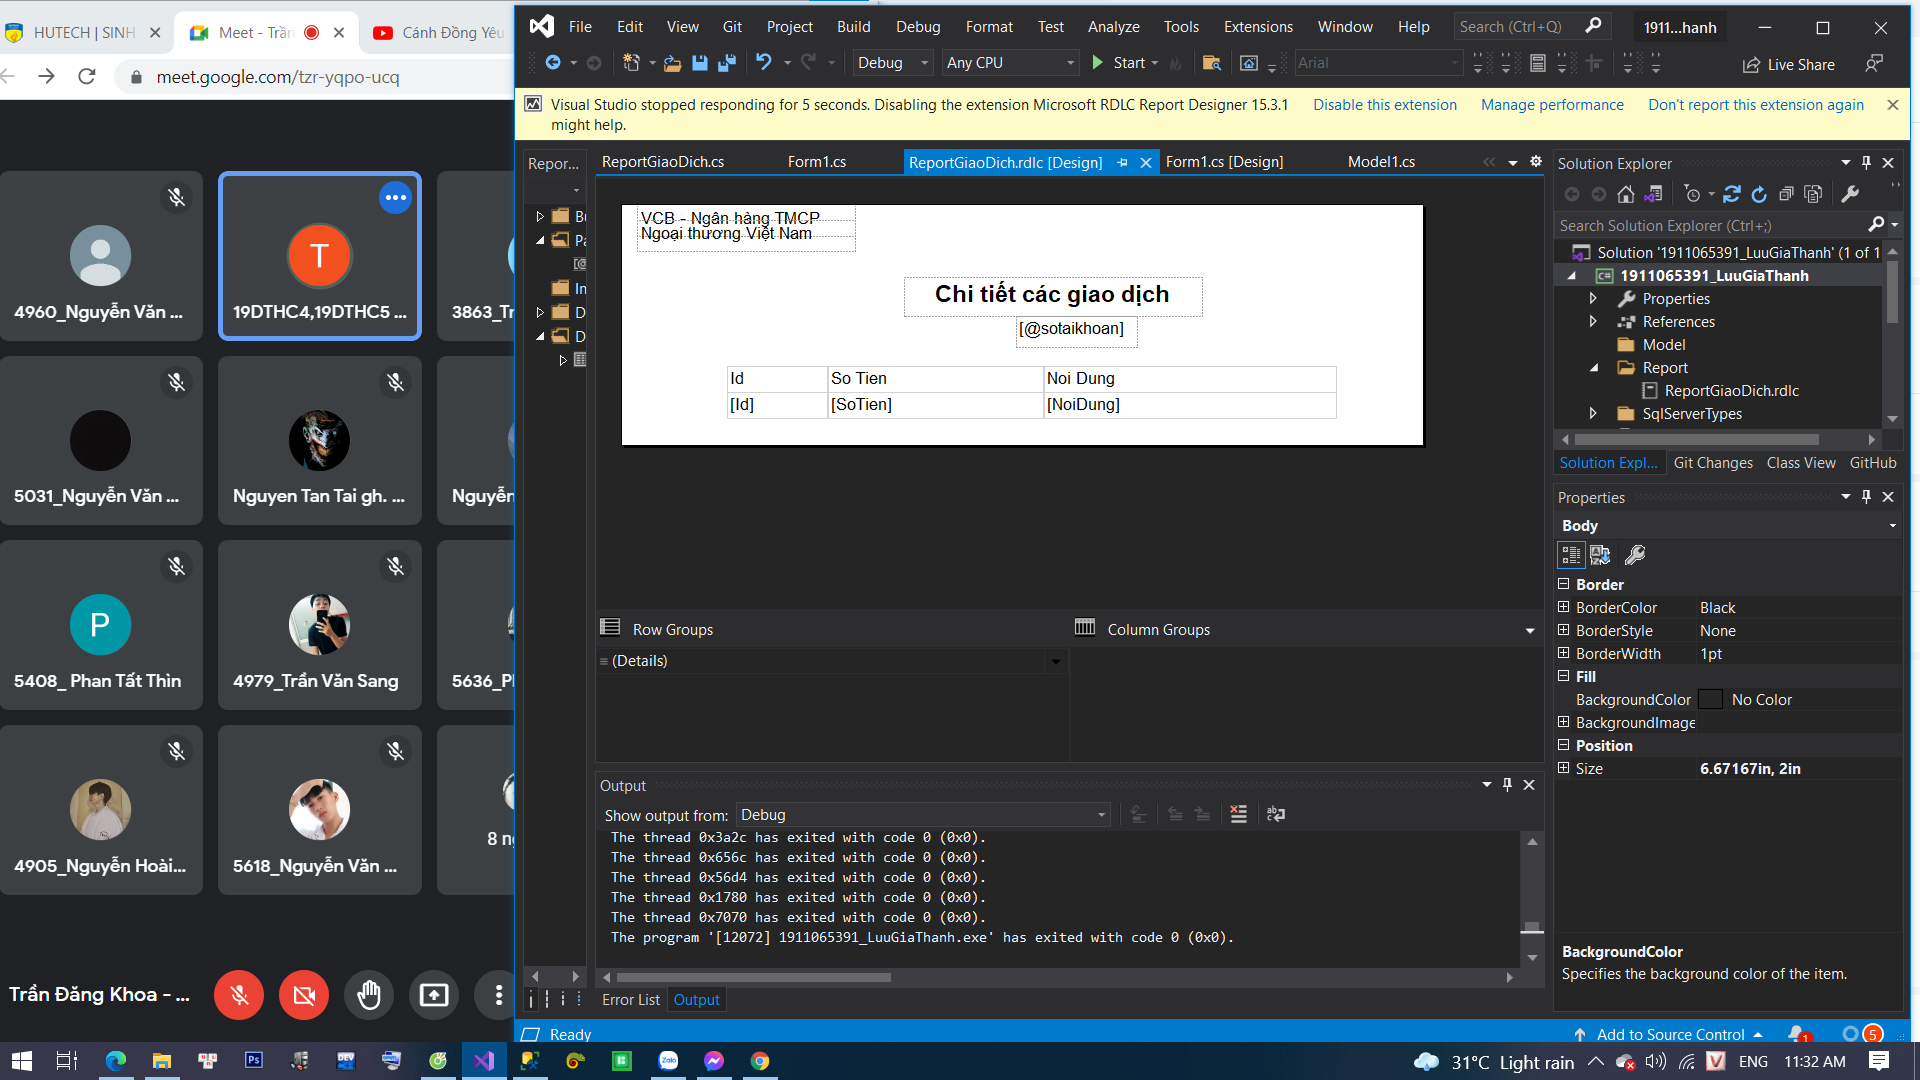 HUTECH | SINH
Meet - Trần
Cánh Đồng Yêu
meet.google.com/tzr-yqpo-ucq
4960_Nguyễn Văn ...
T
19DTHC4,19DTHC5 ...
3863_Tr
5031_Nguyễn Văn ...
Nguyen Tan Tai gh. ...
Nguyễn
P
5408_ Phan Tất Thìn
4979_Trần Văn Sang
5636_Ph
4905_Nguyễn Hoài...
5618_Nguyễn Văn ...
8 ng
Trần Đăng Khoa - ...
File Edit View Git Project Build Debug Format Test Analyze Tools Extensions Window Help
Search (Ctrl+Q)
1911...hanh
Debug
Any CPU
Start
Arial
Live Share
Visual Studio stopped responding for 5 seconds. Disabling the extension Microsoft RDLC Report Designer 15.3.1
might help.
Disable this extension
Manage performance
Don't report this extension again
Repor...
ReportGiaoDich.cs
Form1.cs
ReportGiaoDich.rdlc [Design]
Form1.cs [Design]
Model1.cs
Bu
Pa
[@
In
D
D
VCB - Ngân hàng TMCP
Ngoại thương Việt Nam
Chi tiết các giao dịch
[@sotaikhoan]
Id So Tien Noi Dung
[Id] [SoTien] [NoiDung]
Row Groups
Column Groups
(Details)
Output
Show output from: Debug
The thread 0x3a2c has exited with code 0 (0x0).
The thread 0x656c has exited with code 0 (0x0).
The thread 0x56d4 has exited with code 0 (0x0).
The thread 0x1780 has exited with code 0 (0x0).
The thread 0x7070 has exited with code 0 (0x0).
The program '[12072] 1911065391_LuuGiaThanh.exe' has exited with code 0 (0x0).
Error List
Output
Solution Explorer
Search Solution Explorer (Ctrl+;)
Solution '1911065391_LuuGiaThanh' (1 of 1
C# 1911065391_LuuGiaThanh
Properties
References
Model
Report
ReportGiaoDich.rdlc
SqlServerTypes
Solution Expl...
Git Changes
Class View
GitHub
Properties
Body
Border
BorderColor Black
BorderStyle None
BorderWidth 1pt
Fill
BackgroundColor No Color
BackgroundImage
Position
Size 6.67167in, 2in
BackgroundColor
Specifies the background color of the item.
Ready
Add to Source Control
1
5
Ps
DEV
Zalo
31°C Light rain
V
ENG
11:32 AM